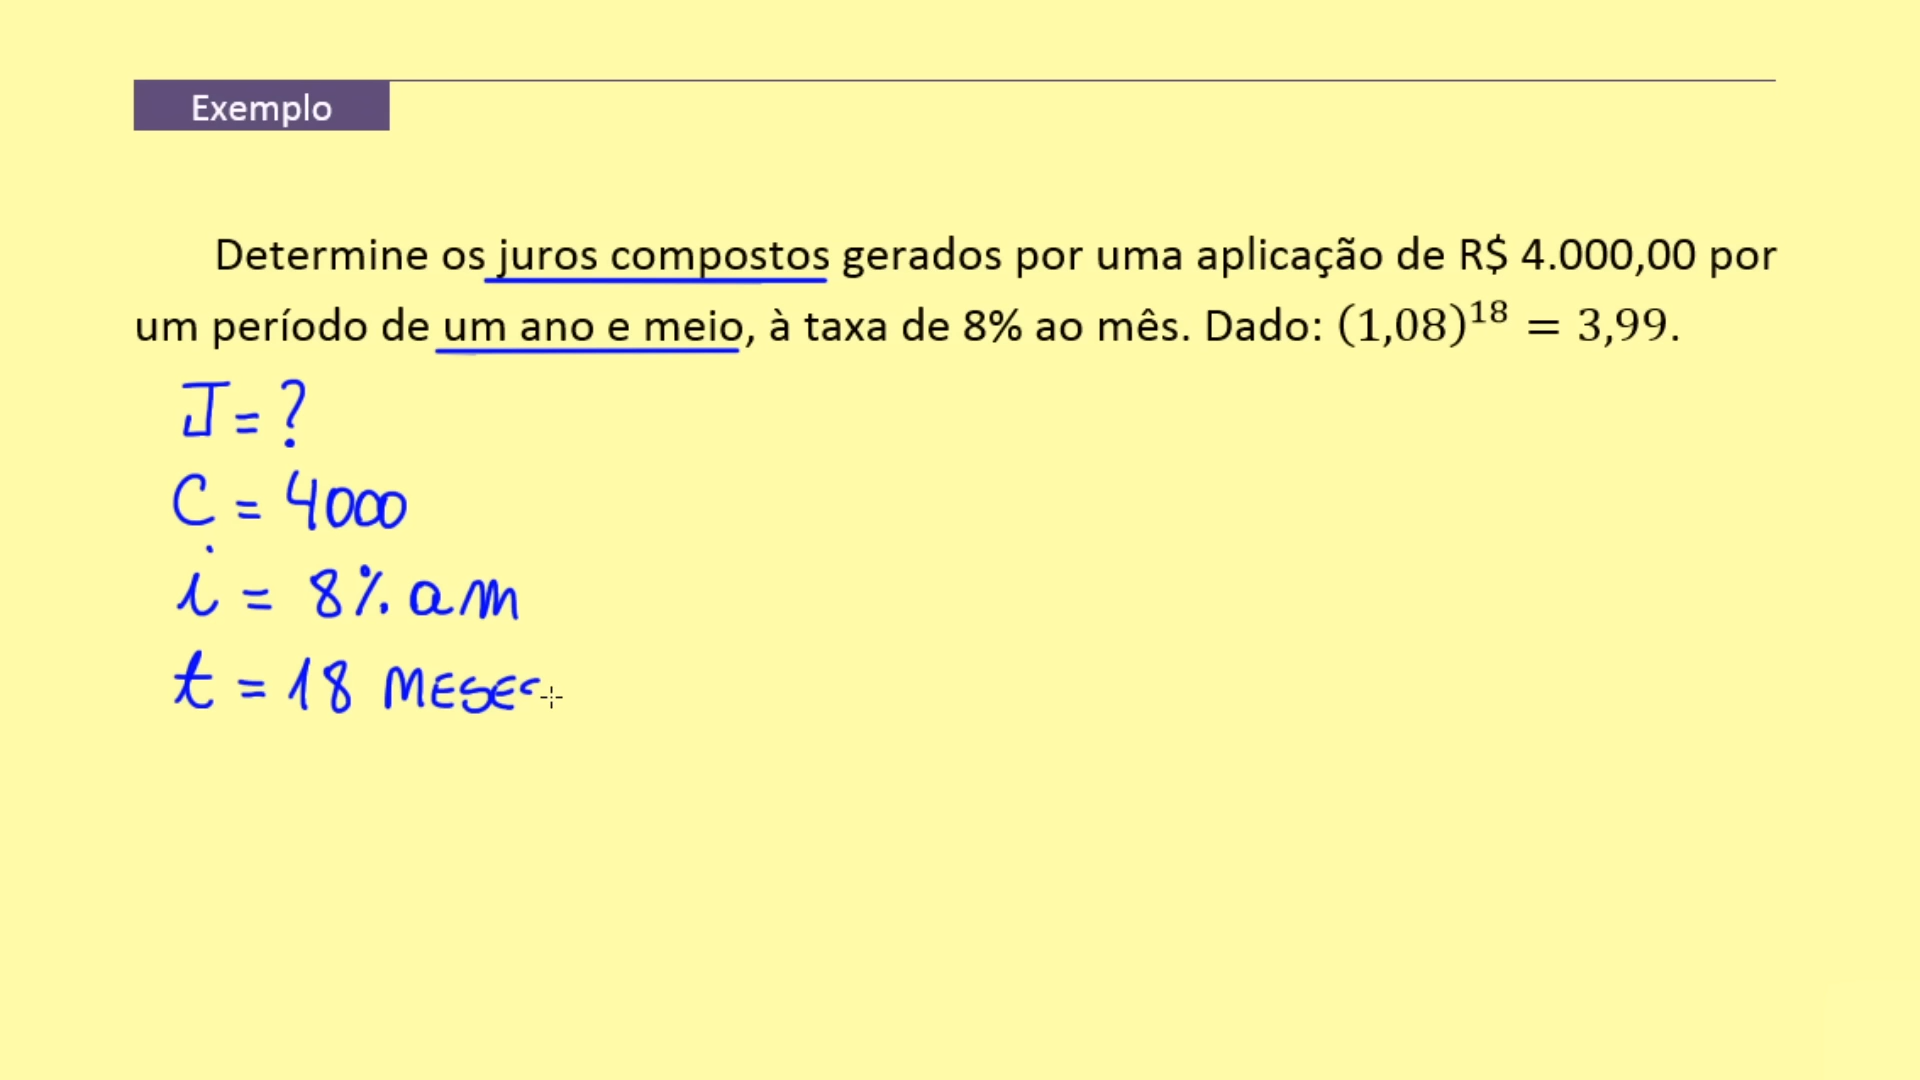 Exemplo
Determine os juros compostos gerados por uma aplicação de R$ 4.000,00 por
um período de um ano e meio, à taxa de 8% ao mês. Dado: (1,08)¹⁸ = 3,99.
J = ?
C = 4000
i = 8% am
t = 18 MESES